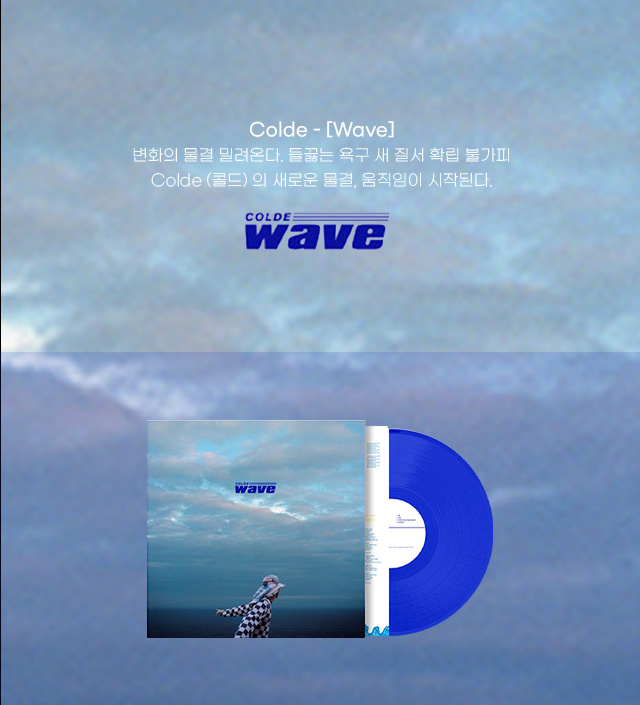 Colde - [Wave]
변화의 물결 밀려온다. 들끓는 욕구 새 질서 확립 불가피
Colde (콜드) 의 새로운 물결, 움직임이 시작된다.
COLDE
wave
COLDE
wave